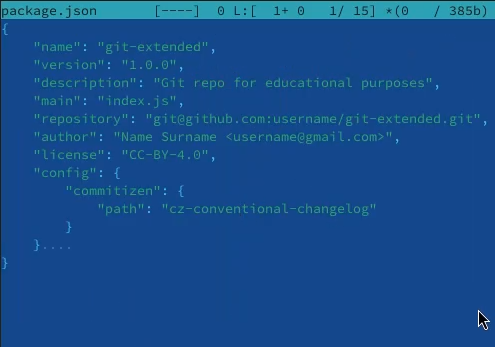 package.json [----] 0 L:[ 1+ 0 1/ 15] *(0 / 385b)
{
"name": "git-extended",
"version": "1.0.0",
"description": "Git repo for educational purposes",
"main": "index.js",
"repository": "git@github.com:username/git-extended.git",
"author": "Name Surname <username@gmail.com>",
"license": "CC-BY-4.0",
"config": {
"commitizen": {
"path": "cz-conventional-changelog"
}
}....
}